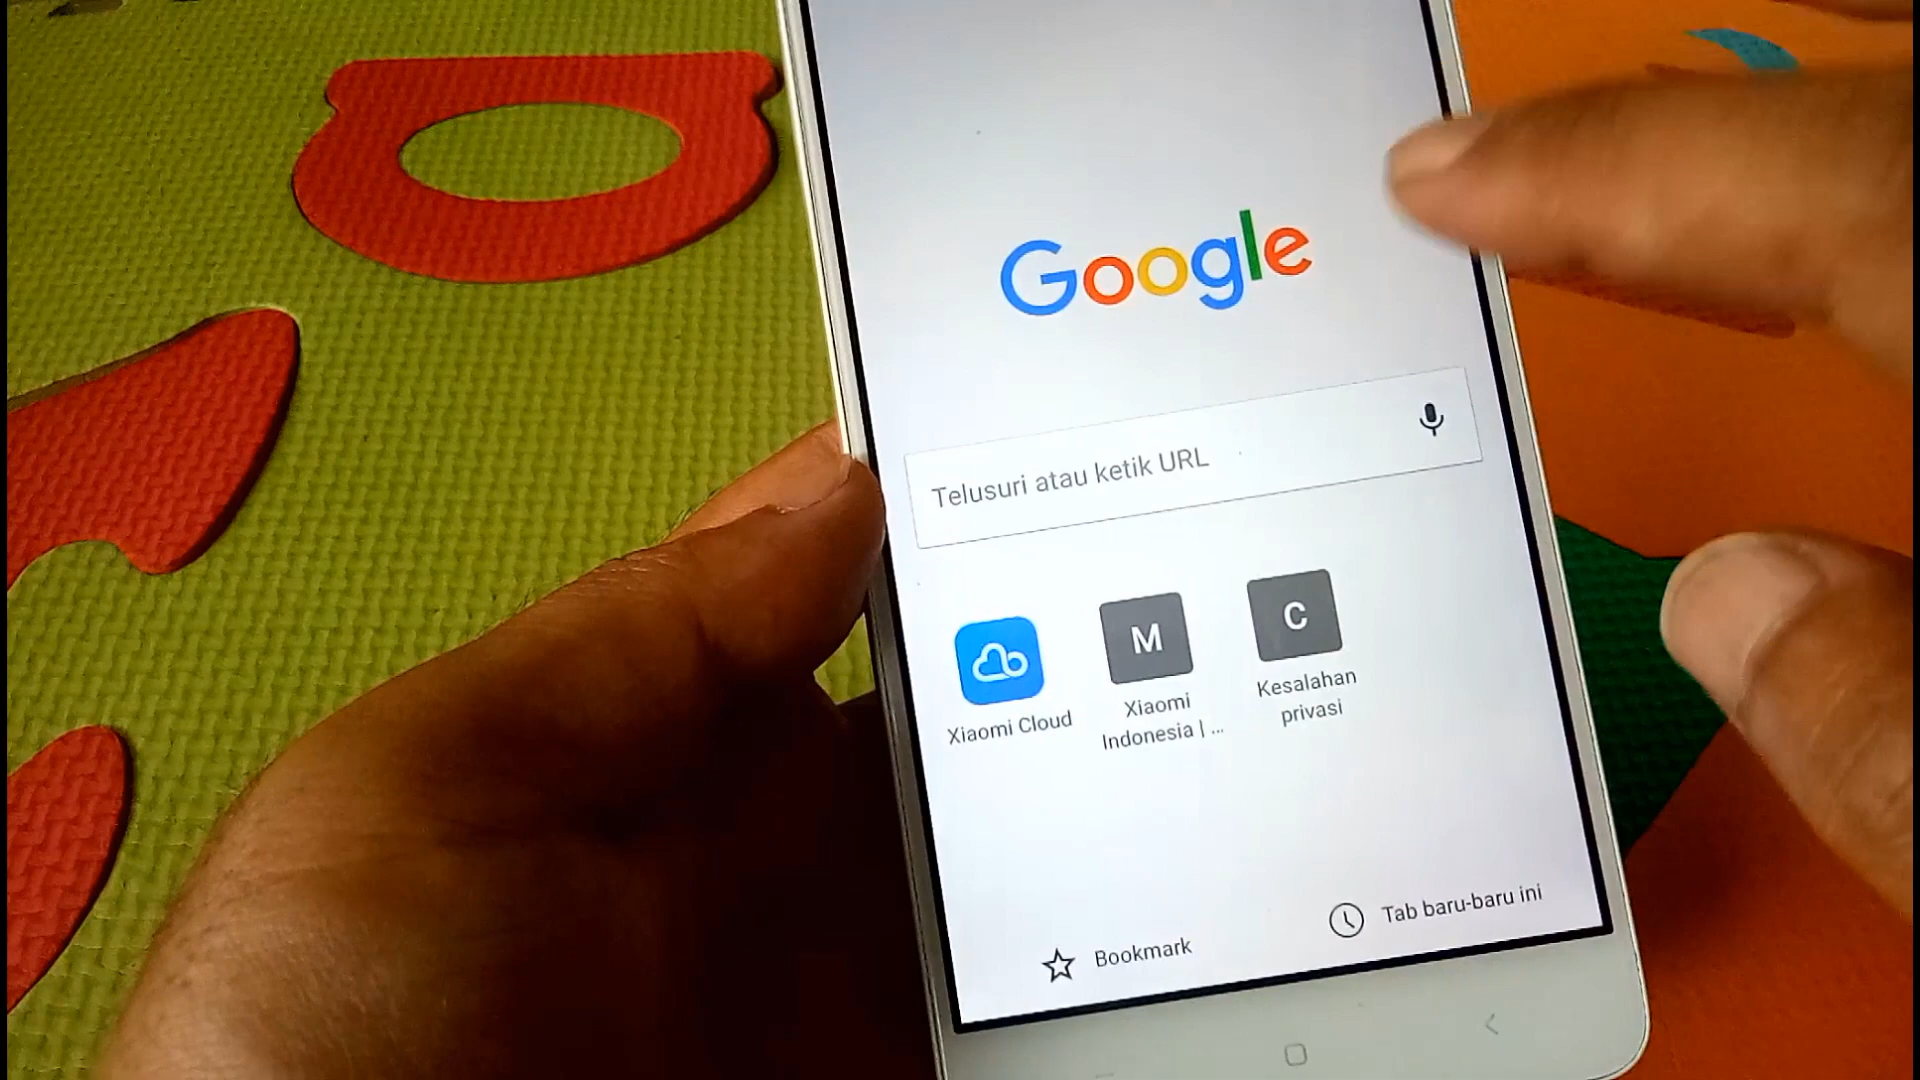 Google
Telusuri atau ketik URL
M
C
Xiaomi Cloud
Xiaomi
Indonesia | ...
Kesalahan
privasi
Bookmark
Tab baru-baru ini